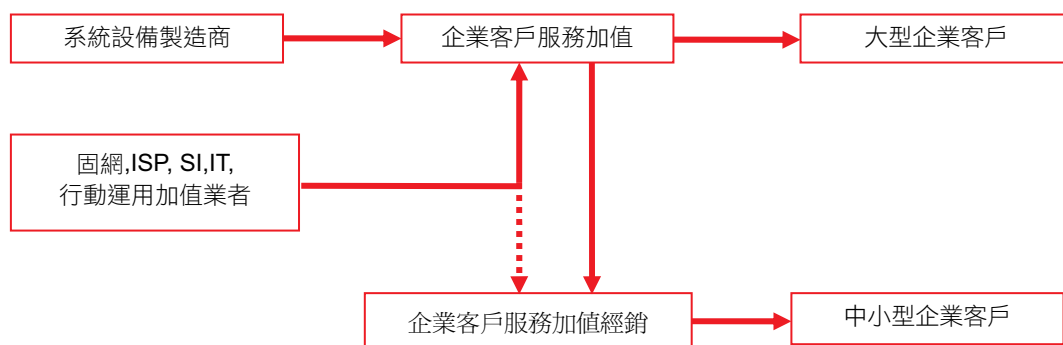 系統設備製造商
企業客戶服務加值
大型企業客戶
固網,ISP, SI,IT,
行動運用加值業者
企業客戶服務加值經銷
中小型企業客戶